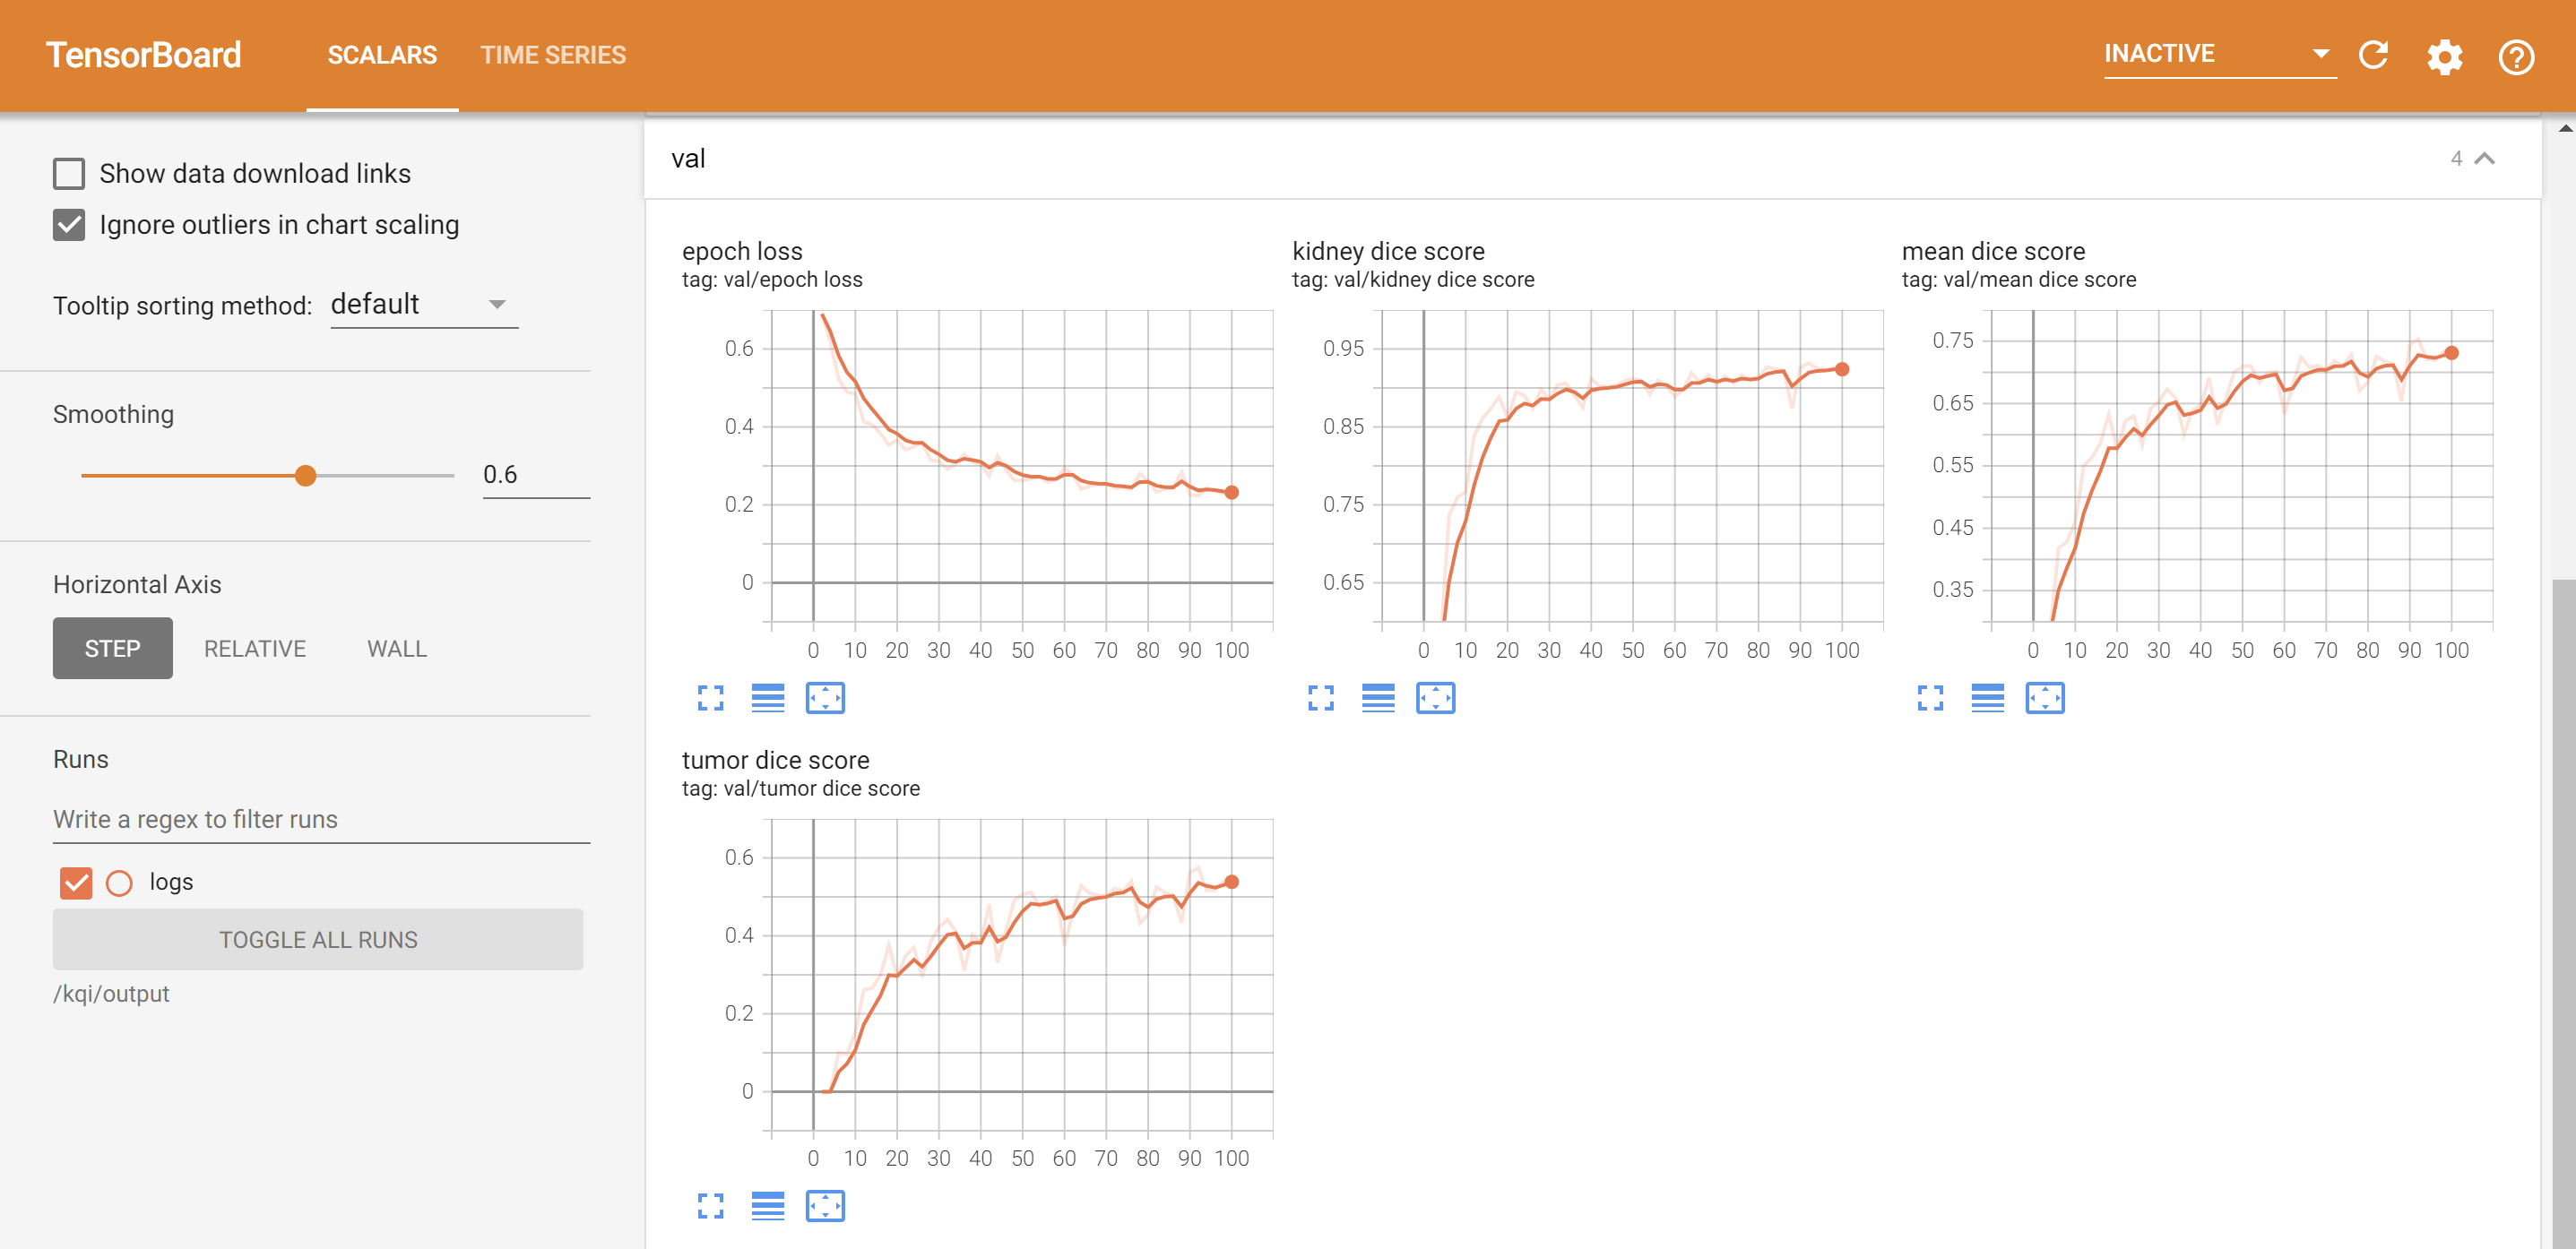 TensorBoard SCALARS TIME SERIES INACTIVE
Show data download links
Ignore outliers in chart scaling
Tooltip sorting method: default
Smoothing
0.6
Horizontal Axis
STEP RELATIVE WALL
Runs
Write a regex to filter runs
logs
TOGGLE ALL RUNS
/kqi/output
val 4
epoch loss
tag: val/epoch loss
0.6
0.4
0.2
0
0 10 20 30 40 50 60 70 80 90 100
kidney dice score
tag: val/kidney dice score
0.95
0.85
0.75
0.65
0 10 20 30 40 50 60 70 80 90 100
mean dice score
tag: val/mean dice score
0.75
0.65
0.55
0.45
0.35
0 10 20 30 40 50 60 70 80 90 100
tumor dice score
tag: val/tumor dice score
0.6
0.4
0.2
0
0 10 20 30 40 50 60 70 80 90 100